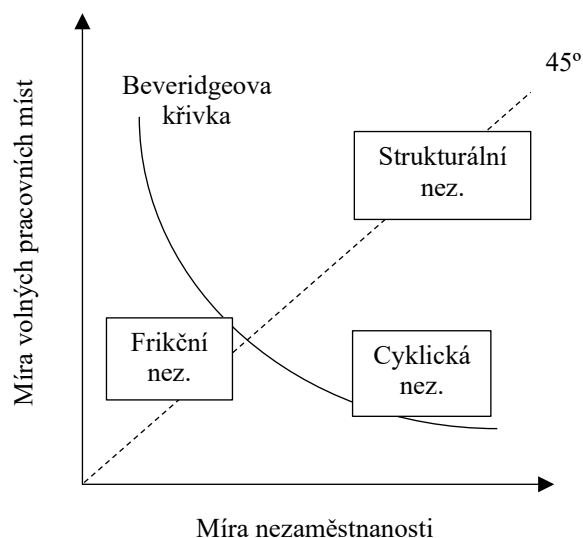 45º
Beveridgeova
křivka
Strukturální
nez.
Míra volných pracovních míst
Frikční
nez.
Cyklická
nez.
Míra nezaměstnanosti